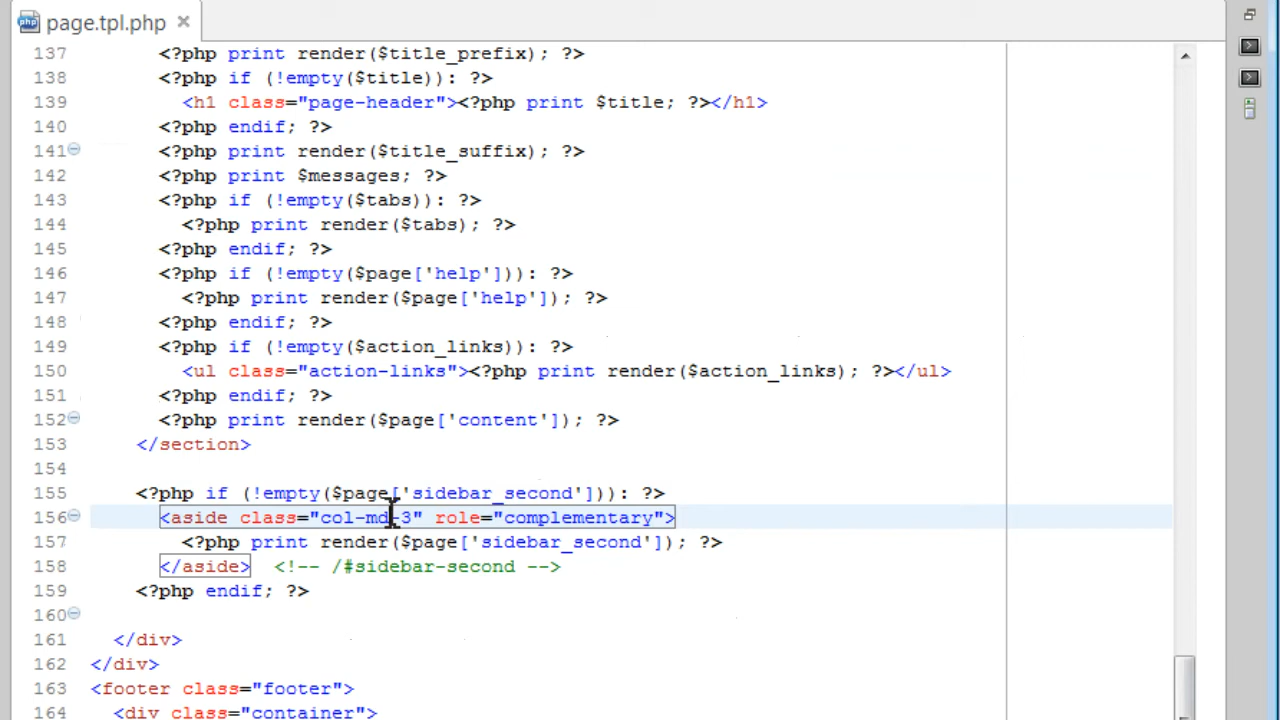 page.tpl.php
137 <?php print render($title_prefix); ?>
138 <?php if (!empty($title)): ?>
139 <h1 class="page-header"><?php print $title; ?></h1>
140 <?php endif; ?>
141 <?php print render($title_suffix); ?>
142 <?php print $messages; ?>
143 <?php if (!empty($tabs)): ?>
144 <?php print render($tabs); ?>
145 <?php endif; ?>
146 <?php if (!empty($page['help'])): ?>
147 <?php print render($page['help']); ?>
148 <?php endif; ?>
149 <?php if (!empty($action_links)): ?>
150 <ul class="action-links"><?php print render($action_links); ?></ul>
151 <?php endif; ?>
152 <?php print render($page['content']); ?>
153 </section>
154
155 <?php if (!empty($page['sidebar_second'])): ?>
156 <aside class="col-md-3" role="complementary">
157 <?php print render($page['sidebar_second']); ?>
158 </aside>  <!-- /#sidebar-second -->
159 <?php endif; ?>
160
161 </div>
162 </div>
163 <footer class="footer">
164 <div class="container">